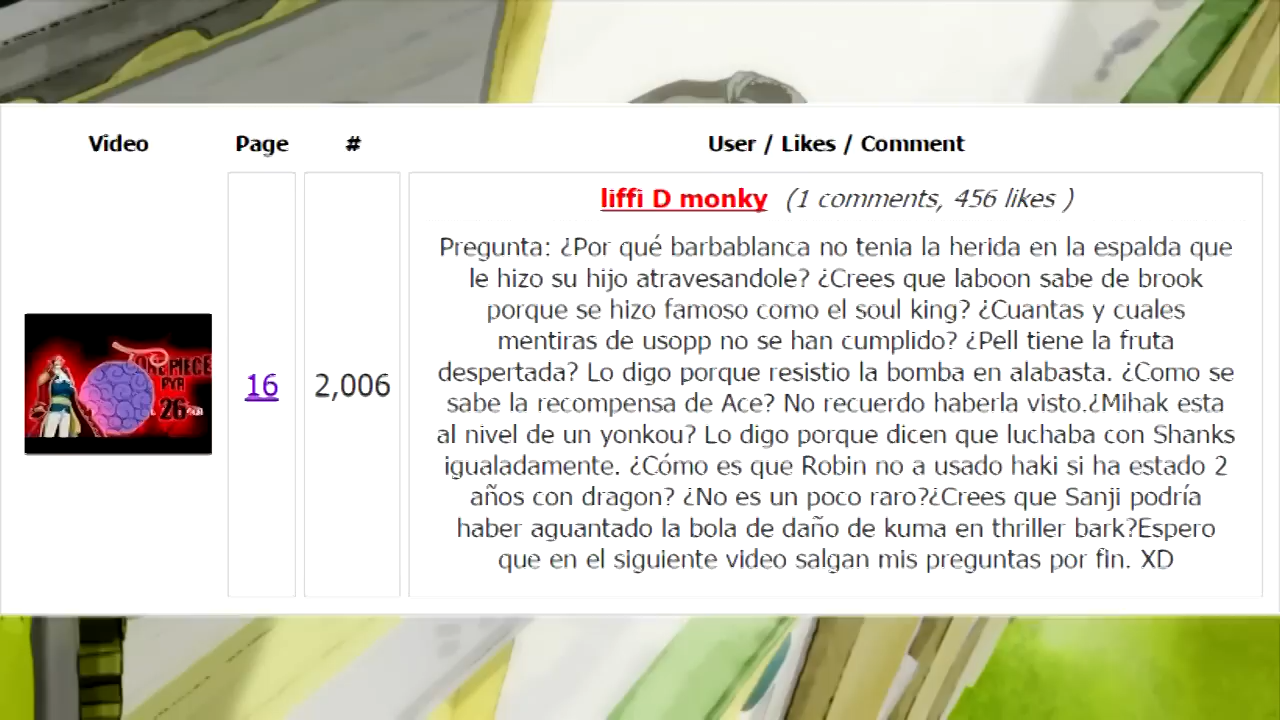 Video Page # User / Likes / Comment
liffi D monky (1 comments, 456 likes )
Pregunta: ¿Por qué barbablanca no tenia la herida en la espalda que
le hizo su hijo atravesandole? ¿Crees que laboon sabe de brook
porque se hizo famoso como el soul king? ¿Cuantas y cuales
mentiras de usopp no se han cumplido? ¿Pell tiene la fruta
despertada? Lo digo porque resistio la bomba en alabasta. ¿Como se
sabe la recompensa de Ace? No recuerdo haberla visto.¿Mihak esta
al nivel de un yonkou? Lo digo porque dicen que luchaba con Shanks
igualadamente. ¿Cómo es que Robin no a usado haki si ha estado 2
años con dragon? ¿No es un poco raro?¿Crees que Sanji podría
haber aguantado la bola de daño de kuma en thriller bark?Espero
que en el siguiente video salgan mis preguntas por fin. XD
16 2,006
ONE PIECE
PYR
26